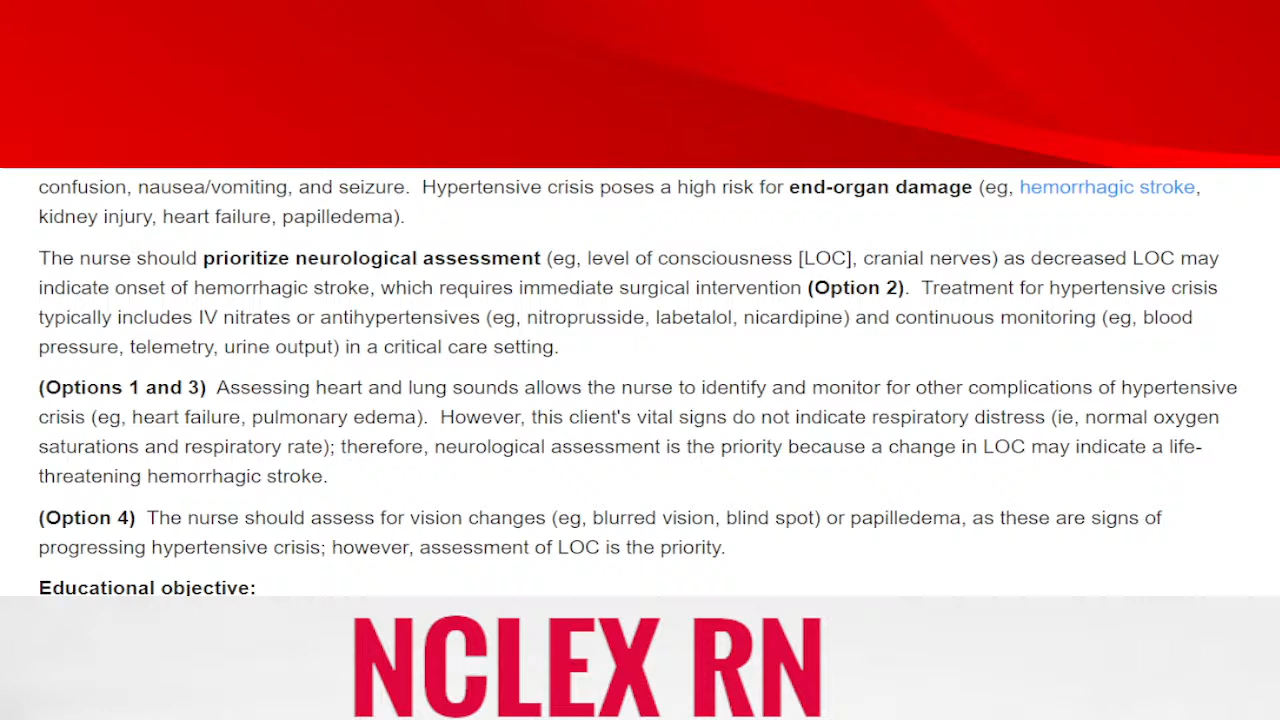 confusion, nausea/vomiting, and seizure.  Hypertensive crisis poses a high risk for end-organ damage (eg, hemorrhagic stroke,
kidney injury, heart failure, papilledema).
The nurse should prioritize neurological assessment (eg, level of consciousness [LOC], cranial nerves) as decreased LOC may
indicate onset of hemorrhagic stroke, which requires immediate surgical intervention (Option 2).  Treatment for hypertensive crisis
typically includes IV nitrates or antihypertensives (eg, nitroprusside, labetalol, nicardipine) and continuous monitoring (eg, blood
pressure, telemetry, urine output) in a critical care setting.
(Options 1 and 3)  Assessing heart and lung sounds allows the nurse to identify and monitor for other complications of hypertensive
crisis (eg, heart failure, pulmonary edema).  However, this client's vital signs do not indicate respiratory distress (ie, normal oxygen
saturations and respiratory rate); therefore, neurological assessment is the priority because a change in LOC may indicate a life-
threatening hemorrhagic stroke.
(Option 4)  The nurse should assess for vision changes (eg, blurred vision, blind spot) or papilledema, as these are signs of
progressing hypertensive crisis; however, assessment of LOC is the priority.
Educational objective:
NCLEX RN